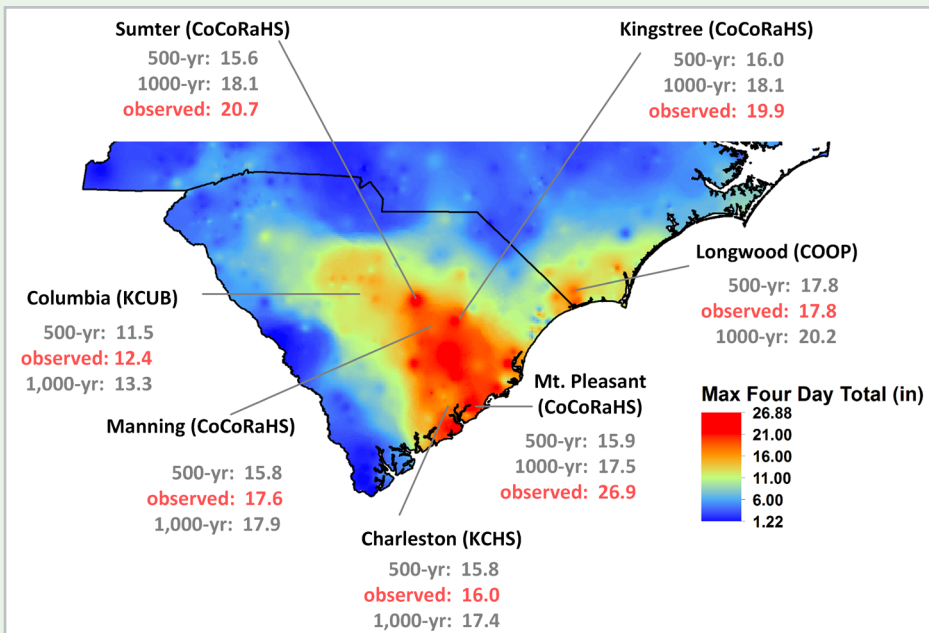 Sumter (CoCoRaHS)
500-yr: 15.6
1000-yr: 18.1
observed: 20.7
Kingstree (CoCoRaHS)
500-yr: 16.0
1000-yr: 18.1
observed: 19.9
Longwood (COOP)
500-yr: 17.8
observed: 17.8
1000-yr: 20.2
Columbia (KCUB)
500-yr: 11.5
observed: 12.4
1,000-yr: 13.3
Manning (CoCoRaHS)
500-yr: 15.8
observed: 17.6
1,000-yr: 17.9
Mt. Pleasant
(CoCoRaHS)
500-yr: 15.9
1000-yr: 17.5
observed: 26.9
Max Four Day Total (in)
26.88
21.00
16.00
11.00
6.00
1.22
Charleston (KCHS)
500-yr: 15.8
observed: 16.0
1,000-yr: 17.4